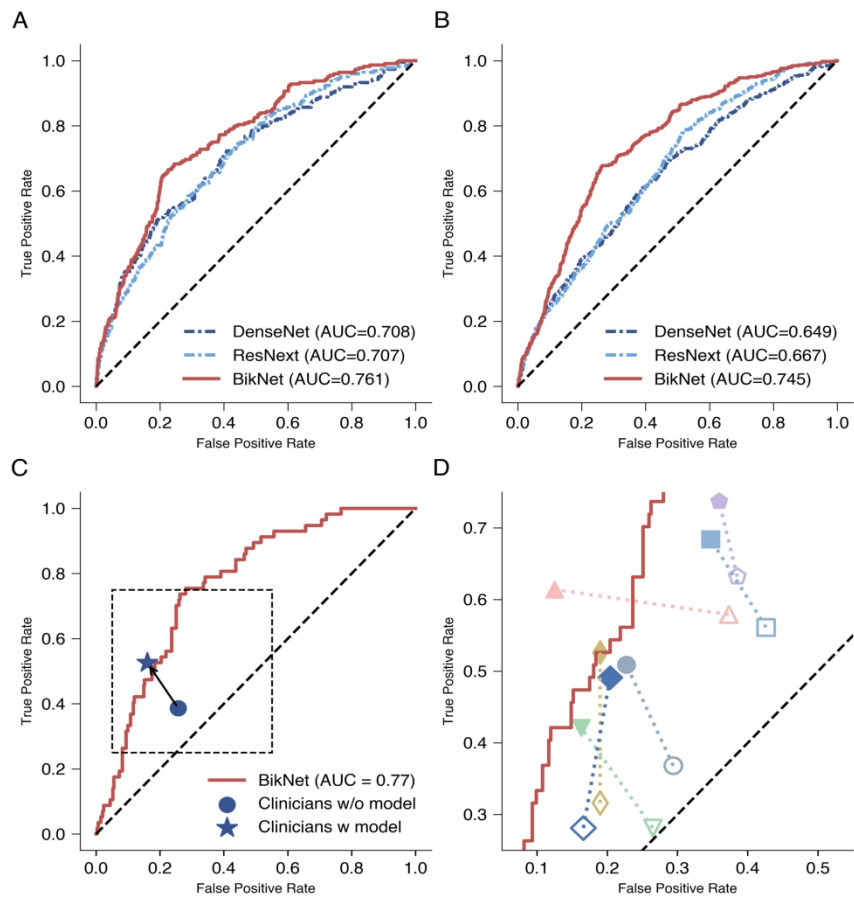 A
1.0
0.8
0.6
0.4
0.2
0.0
True Positive Rate
DenseNet (AUC=0.708)
ResNext (AUC=0.707)
BikNet (AUC=0.761)
0.0 0.2 0.4 0.6 0.8 1.0
False Positive Rate
B
1.0
0.8
0.6
0.4
0.2
0.0
True Positive Rate
DenseNet (AUC=0.649)
ResNext (AUC=0.667)
BikNet (AUC=0.745)
0.0 0.2 0.4 0.6 0.8 1.0
False Positive Rate
C
1.0
0.8
0.6
0.4
0.2
0.0
True Positive Rate
BikNet (AUC = 0.77)
Clinicians w/o model
Clinicians w model
0.0 0.2 0.4 0.6 0.8 1.0
False Positive Rate
D
0.7
0.6
0.5
0.4
0.3
True Positive Rate
0.1 0.2 0.3 0.4 0.5
False Positive Rate